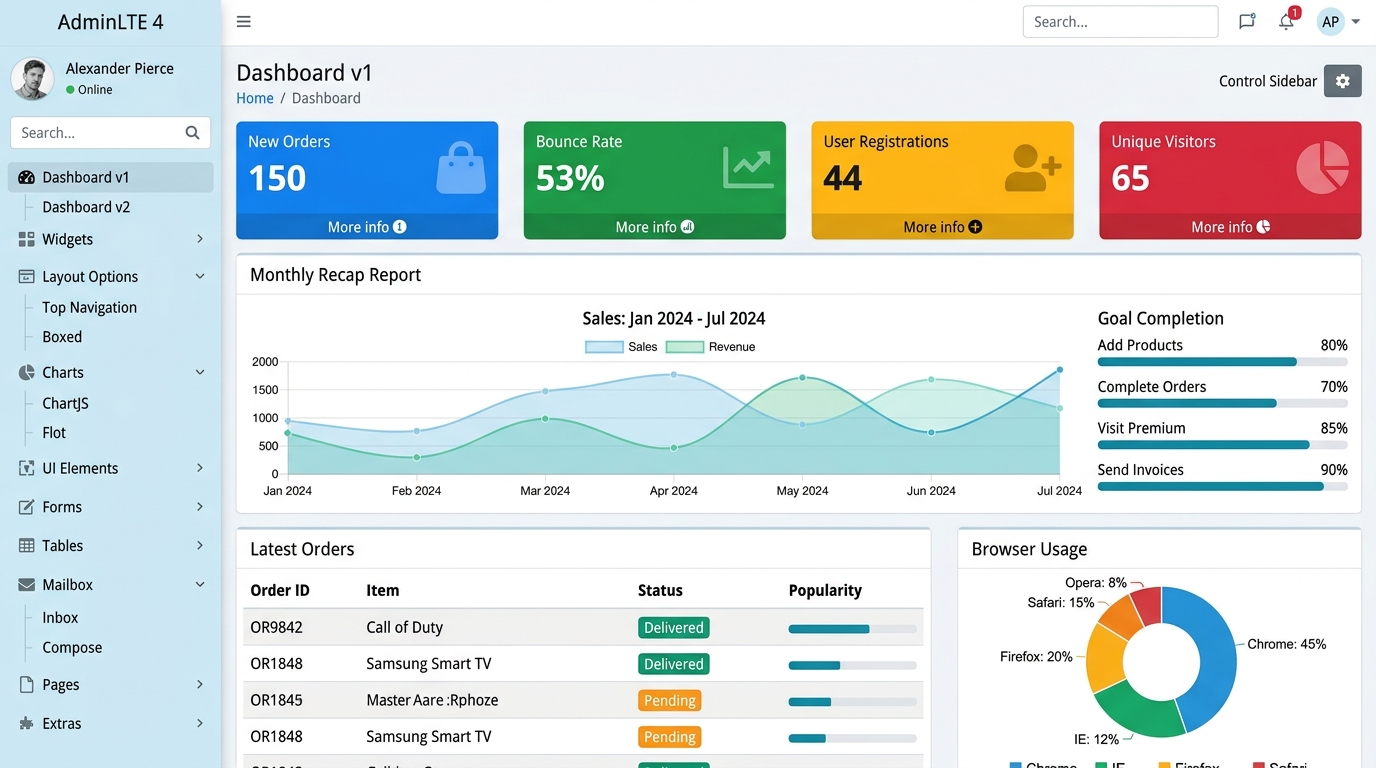 AdminLTE 4
Alexander Pierce
Online
Search...
Dashboard v1
Dashboard v2
Widgets
Layout Options
Top Navigation
Boxed
Charts
ChartJS
Flot
UI Elements
Forms
Tables
Mailbox
Inbox
Compose
Pages
Extras
Search...
1
AP
Dashboard v1
Home / Dashboard
Control Sidebar
New Orders
150
More info
Bounce Rate
53%
More info
User Registrations
44
More info
Unique Visitors
65
More info
Monthly Recap Report
Sales: Jan 2024 - Jul 2024
Sales Revenue
2000
1500
1000
500
0
Jan 2024 Feb 2024 Mar 2024 Apr 2024 May 2024 Jun 2024 Jul 2024
Goal Completion
Add Products 80%
Complete Orders 70%
Visit Premium 85%
Send Invoices 90%
Latest Orders
Order ID Item Status Popularity
OR9842 Call of Duty Delivered
OR1848 Samsung Smart TV Delivered
OR1845 Master Aare :Rphoze Pending
OR1848 Samsung Smart TV Pending
Browser Usage
Opera: 8%
Safari: 15%
Chrome: 45%
Firefox: 20%
IE: 12%
Chrome IE Firefox Safari